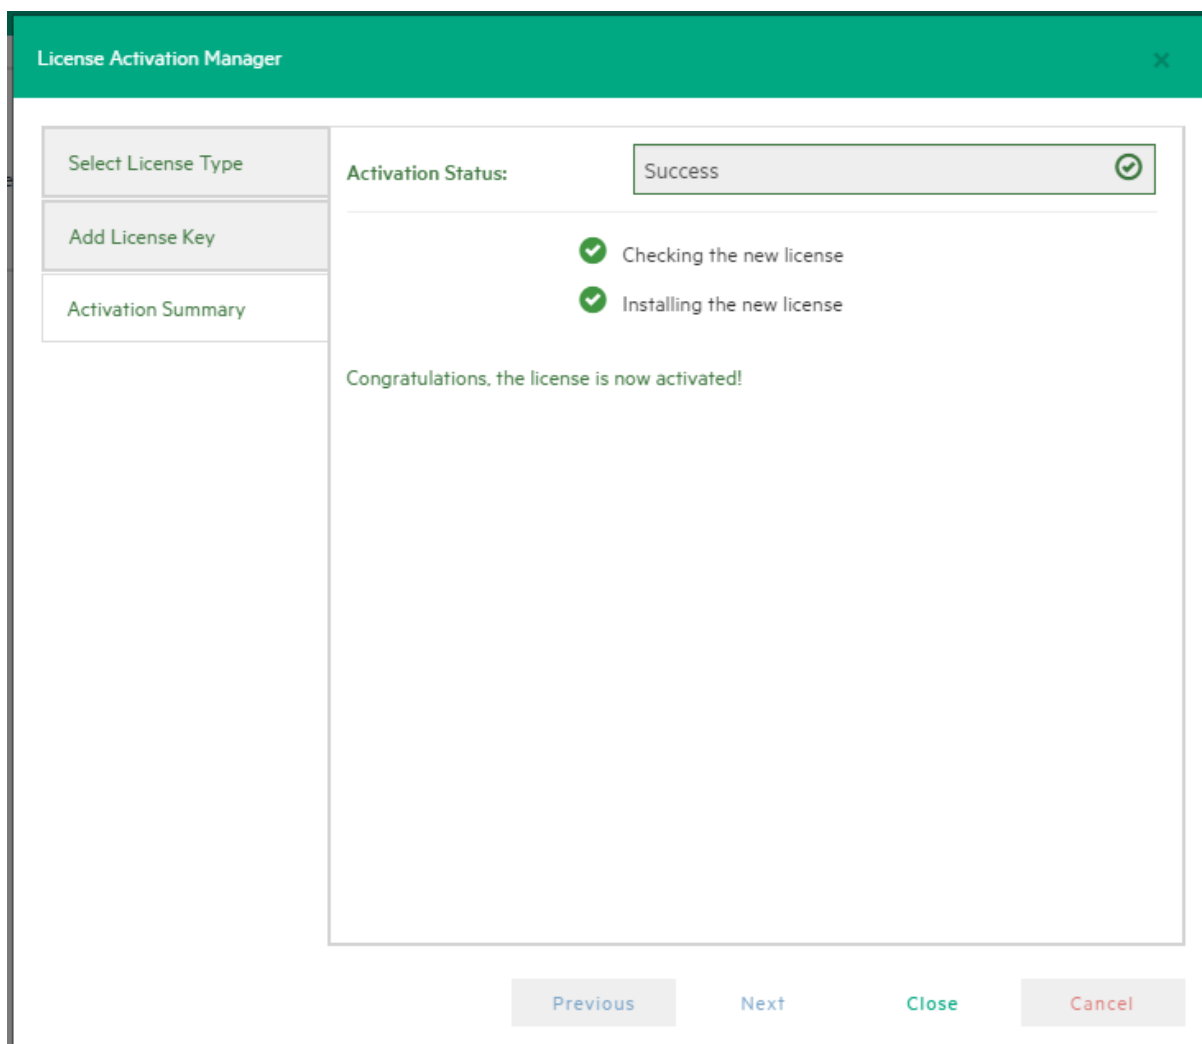 License Activation Manager
Select License Type
Add License Key
Activation Summary
Activation Status:
Success
Checking the new license
Installing the new license
Congratulations, the license is now activated!
Previous
Next
Close
Cancel